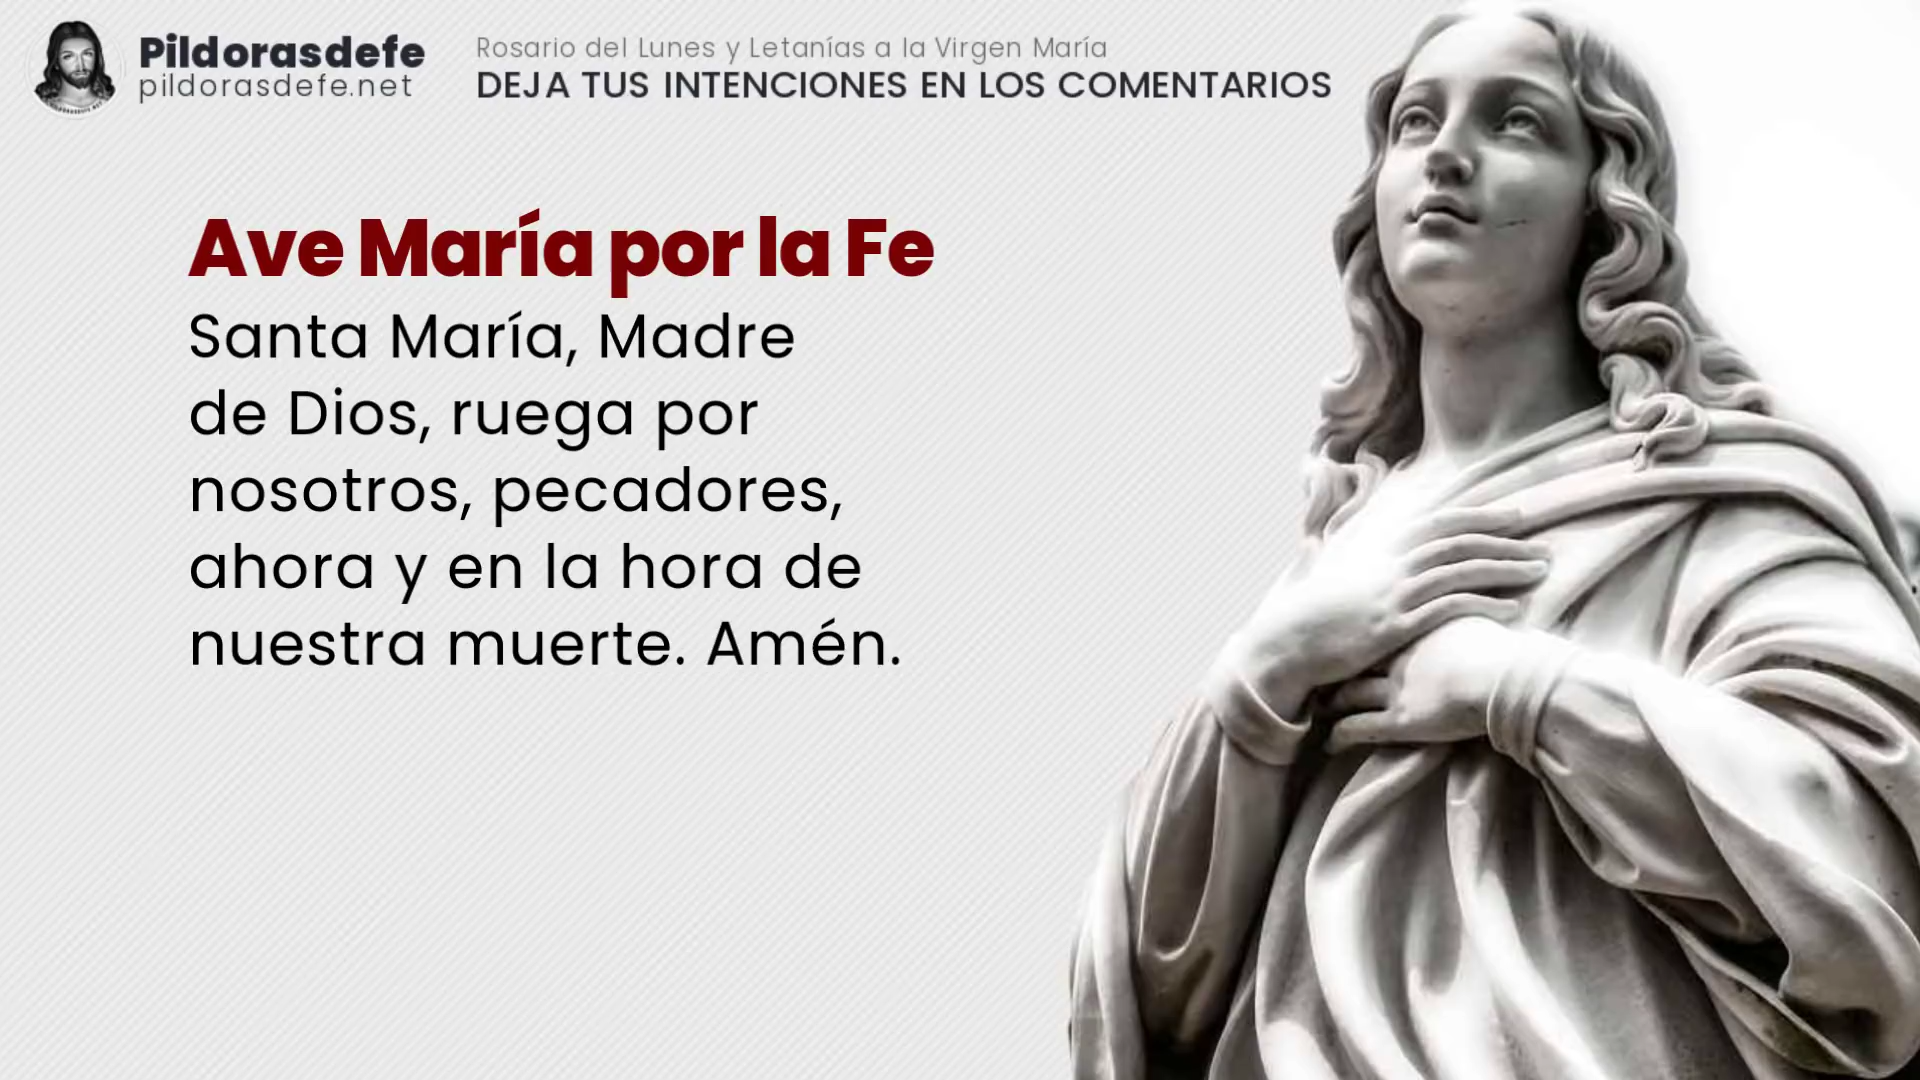 Pildorasdefe
pildorasdefe.net
Rosario del Lunes y Letanías a la Virgen María
DEJA TUS INTENCIONES EN LOS COMENTARIOS
Ave María por la Fe
Santa María, Madre
de Dios, ruega por
nosotros, pecadores,
ahora y en la hora de
nuestra muerte. Amén.